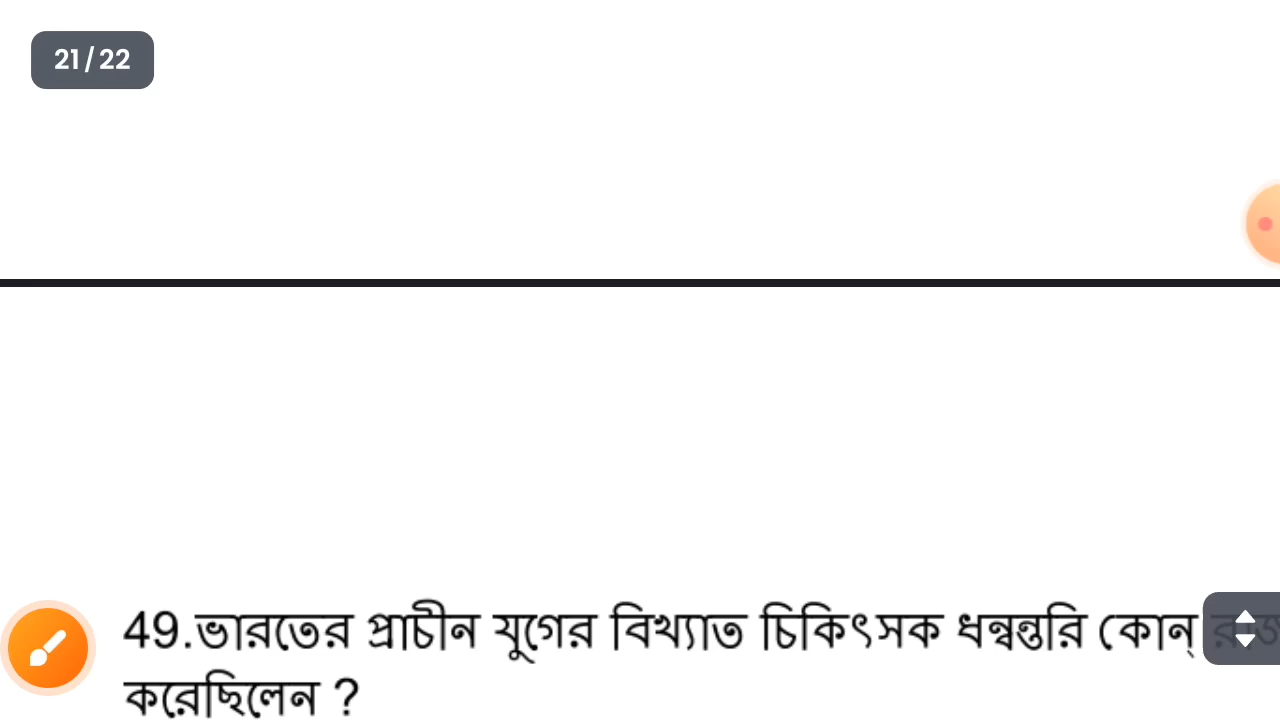 21/22
49.ভারতের প্রাচীন যুগের বিখ্যাত চিকিৎসক ধন্বন্তরি কোন্
করেছিলেন ?